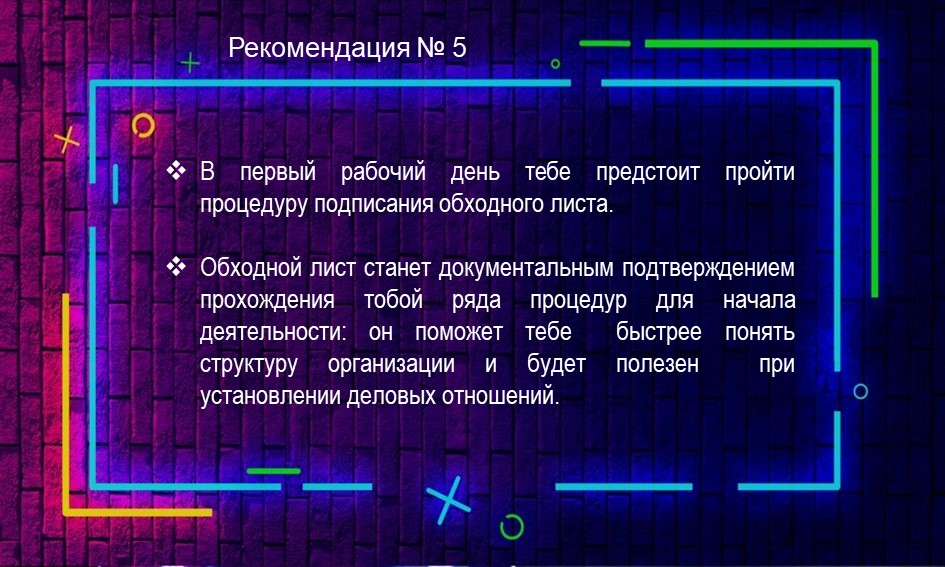 Рекомендация № 5
❖ В первый рабочий день тебе предстоит пройти
процедуру подписания обходного листа.
❖ Обходной лист станет документальным подтверждением
прохождения тобой ряда процедур для начала
деятельности: он поможет тебе быстрее понять
структуру организации и будет полезен при
установлении деловых отношений.